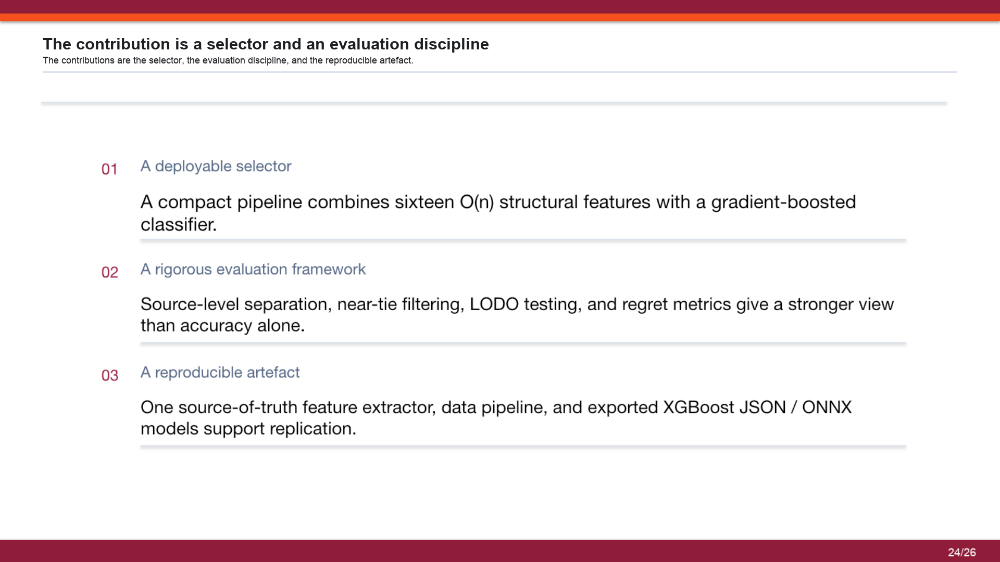 The contribution is a selector and an evaluation discipline
The contributions are the selector, the evaluation discipline, and the reproducible artefact.
01
A deployable selector
A compact pipeline combines sixteen O(n) structural features with a gradient-boosted
classifier.
02
A rigorous evaluation framework
Source-level separation, near-tie filtering, LODO testing, and regret metrics give a stronger view
than accuracy alone.
03
A reproducible artefact
One source-of-truth feature extractor, data pipeline, and exported XGBoost JSON / ONNX
models support replication.
24/26